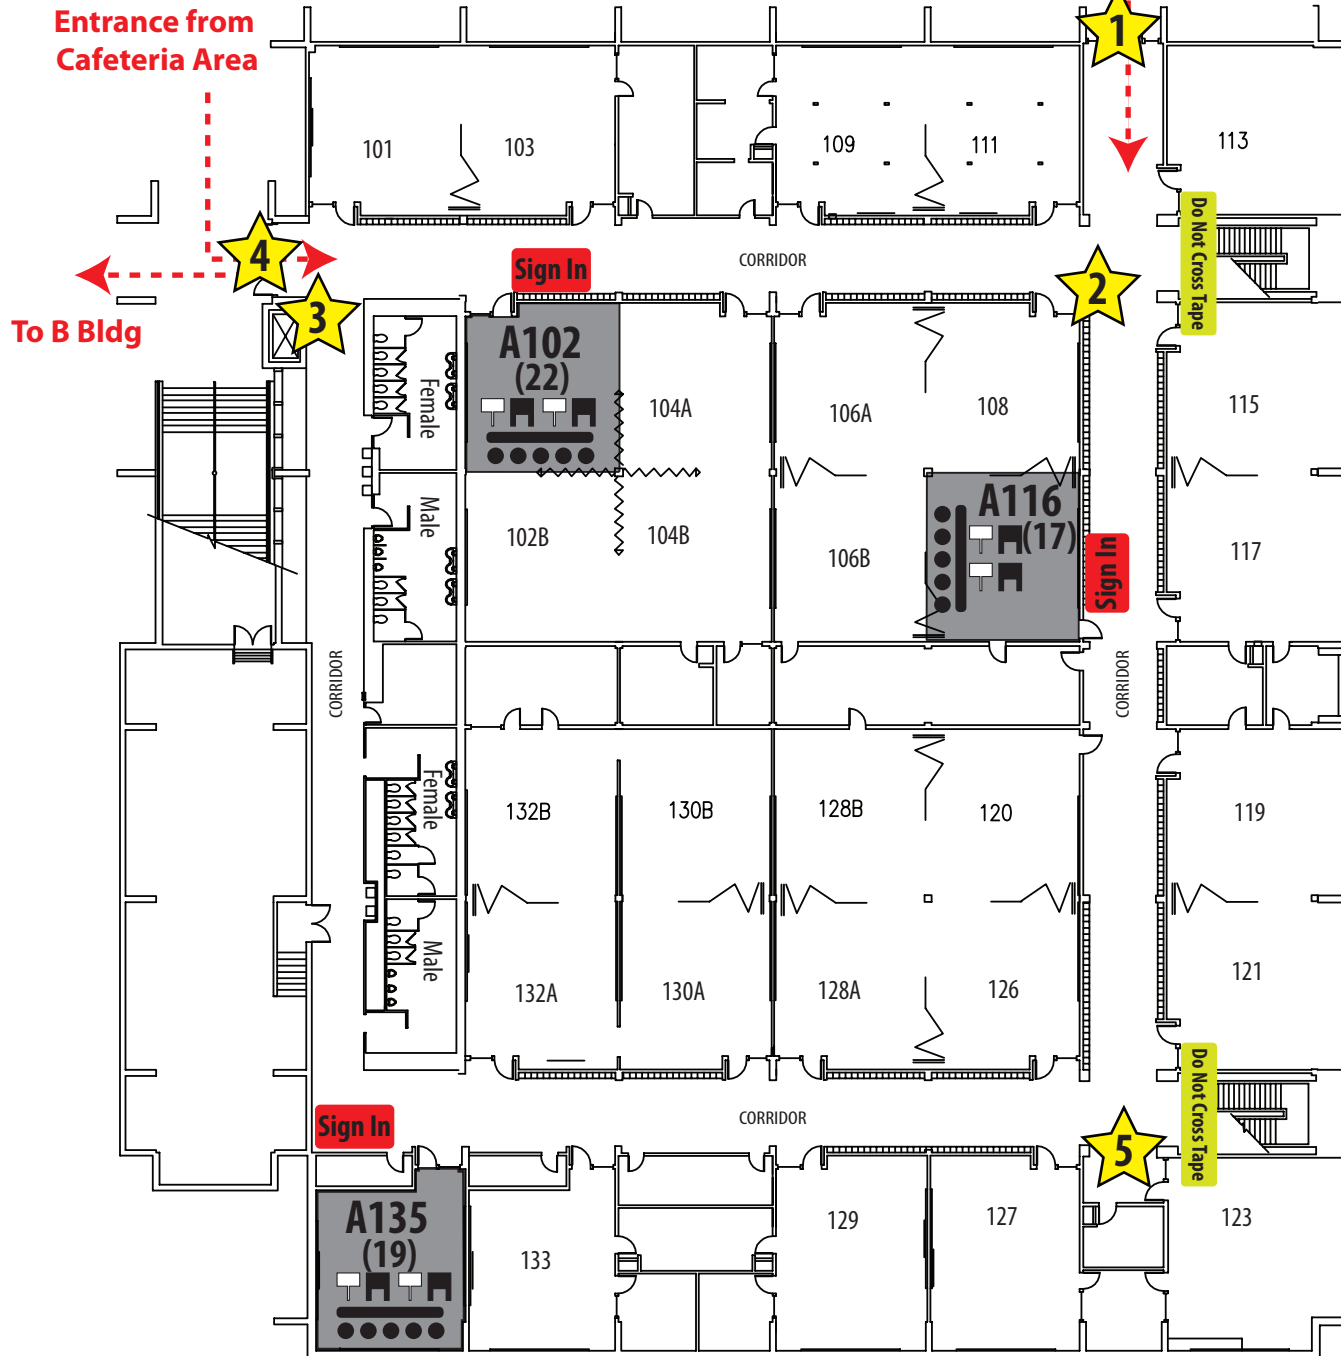 Entrance from
Cafeteria Area
1
101
103
109
111
113
4
Sign In
CORRIDOR
2
Do Not Cross Tape
To B Bldg
3
A102
(22)
Female
104A
106A
108
115
Male
102B
104B
106B
A116
(17)
Sign In
117
CORRIDOR
CORRIDOR
Female
132B
130B
128B
120
119
Male
132A
130A
128A
126
121
Sign In
CORRIDOR
5
Do Not Cross Tape
A135
(19)
133
129
127
123